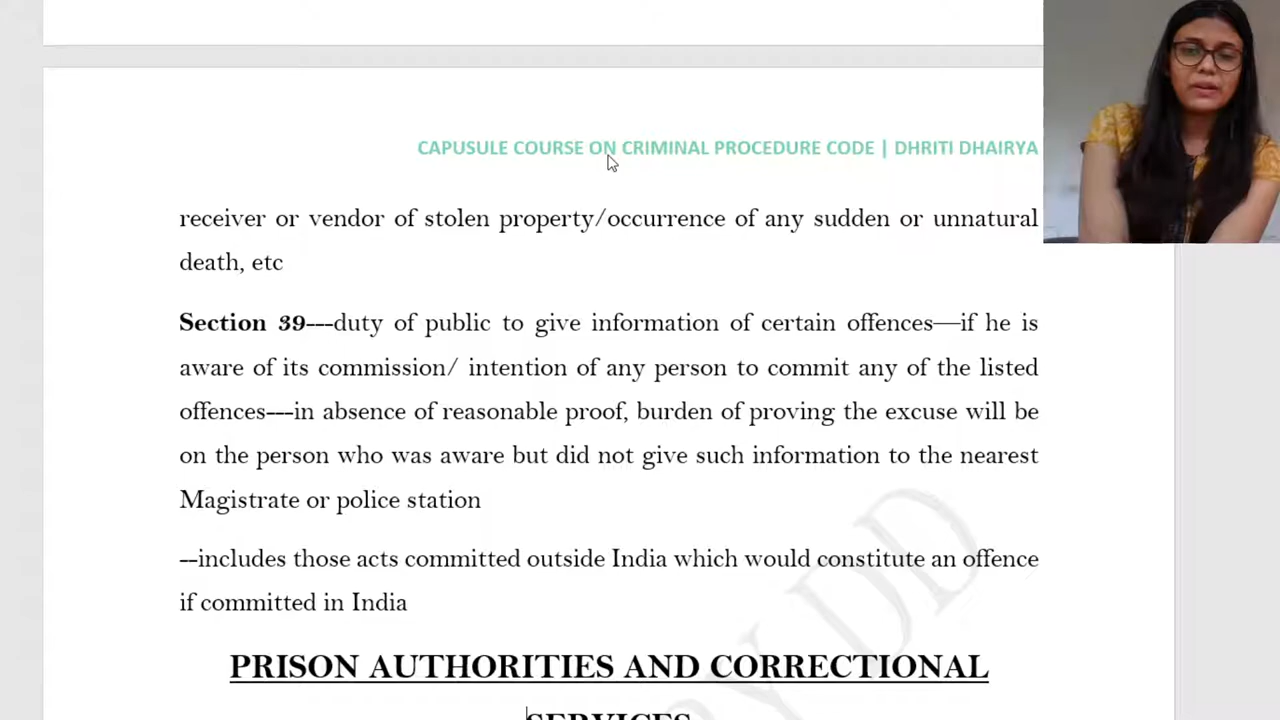 CAPUSULE COURSE ON CRIMINAL PROCEDURE CODE | DHRITI DHAIRYA
receiver or vendor of stolen property/occurrence of any sudden or unnatural
death, etc
Section 39---duty of public to give information of certain offences—if he is
aware of its commission/ intention of any person to commit any of the listed
offences---in absence of reasonable proof, burden of proving the excuse will be
on the person who was aware but did not give such information to the nearest
Magistrate or police station
--includes those acts committed outside India which would constitute an offence
if committed in India
PRISON AUTHORITIES AND CORRECTIONAL
SERVICES